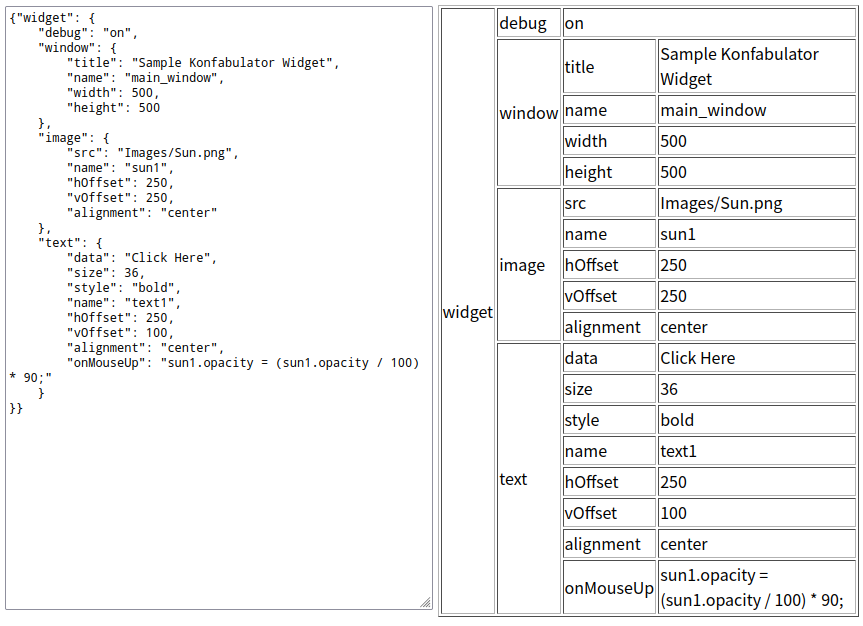 {"widget": {
    "debug": "on",
    "window": {
        "title": "Sample Konfabulator Widget",
        "name": "main_window",
        "width": 500,
        "height": 500
    },
    "image": {
        "src": "Images/Sun.png",
        "name": "sun1",
        "hOffset": 250,
        "vOffset": 250,
        "alignment": "center"
    },
    "text": {
        "data": "Click Here",
        "size": 36,
        "style": "bold",
        "name": "text1",
        "hOffset": 250,
        "vOffset": 100,
        "alignment": "center",
        "onMouseUp": "sun1.opacity = (sun1.opacity / 100)
* 90;"
    }
}}
widget
debug on
window
title Sample Konfabulator
Widget
name main_window
width 500
height 500
image
src Images/Sun.png
name sun1
hOffset 250
vOffset 250
alignment center
text
data Click Here
size 36
style bold
name text1
hOffset 250
vOffset 100
alignment center
onMouseUp sun1.opacity =
(sun1.opacity / 100) * 90;